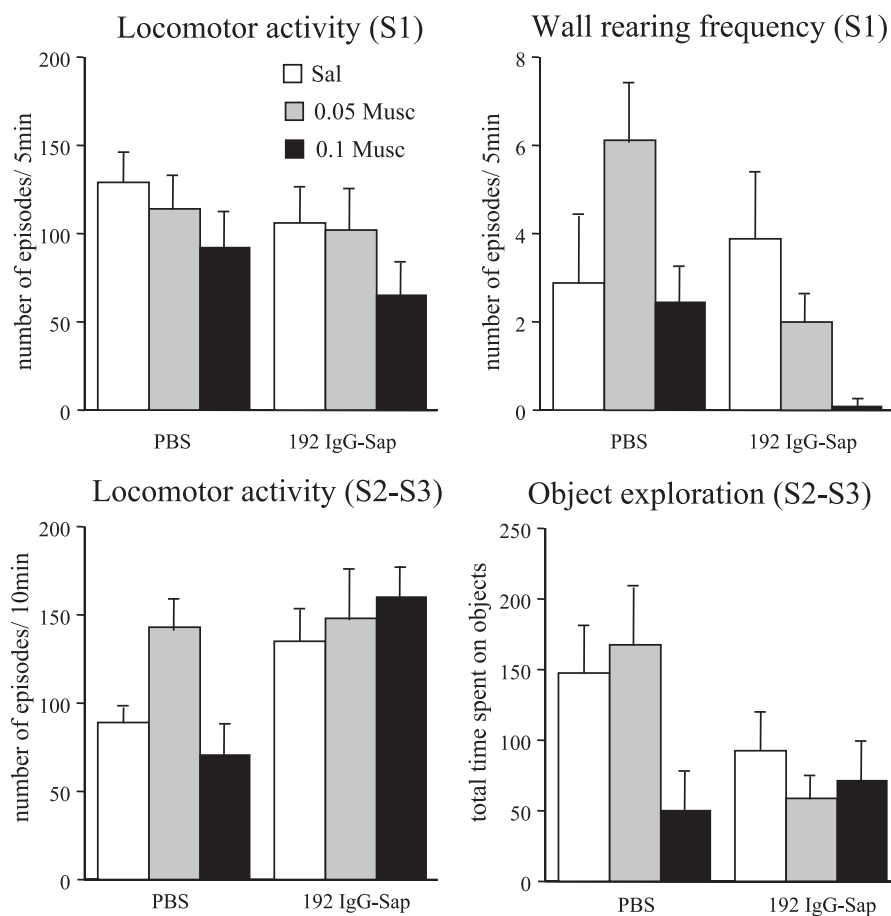 Locomotor activity (S1)
number of episodes/ 5min
200
150
100
50
0
Sal
0.05 Musc
0.1 Musc
PBS
192 IgG-Sap
Wall rearing frequency (S1)
number of episodes/ 5min
8
6
4
2
0
PBS
192 IgG-Sap
Locomotor activity (S2-S3)
number of episodes/ 10min
200
150
100
50
0
PBS
192 IgG-Sap
Object exploration (S2-S3)
total time spent on objects
250
200
150
100
50
0
PBS
192 IgG-Sap